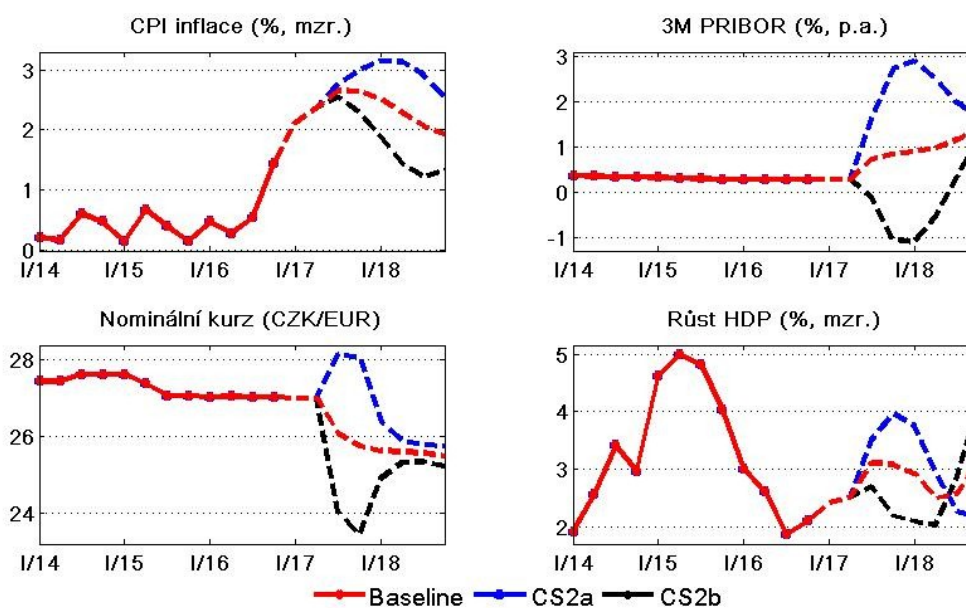 CPI inflace (%, mzr.)
3
2
1
0
I/14 I/15 I/16 I/17 I/18
3M PRIBOR (%, p.a.)
3
2
1
0
-1
I/14 I/15 I/16 I/17 I/18
Nominální kurz (CZK/EUR)
28
26
24
I/14 I/15 I/16 I/17 I/18
Růst HDP (%, mzr.)
5
4
3
2
I/14 I/15 I/16 I/17 I/18
Baseline CS2a CS2b